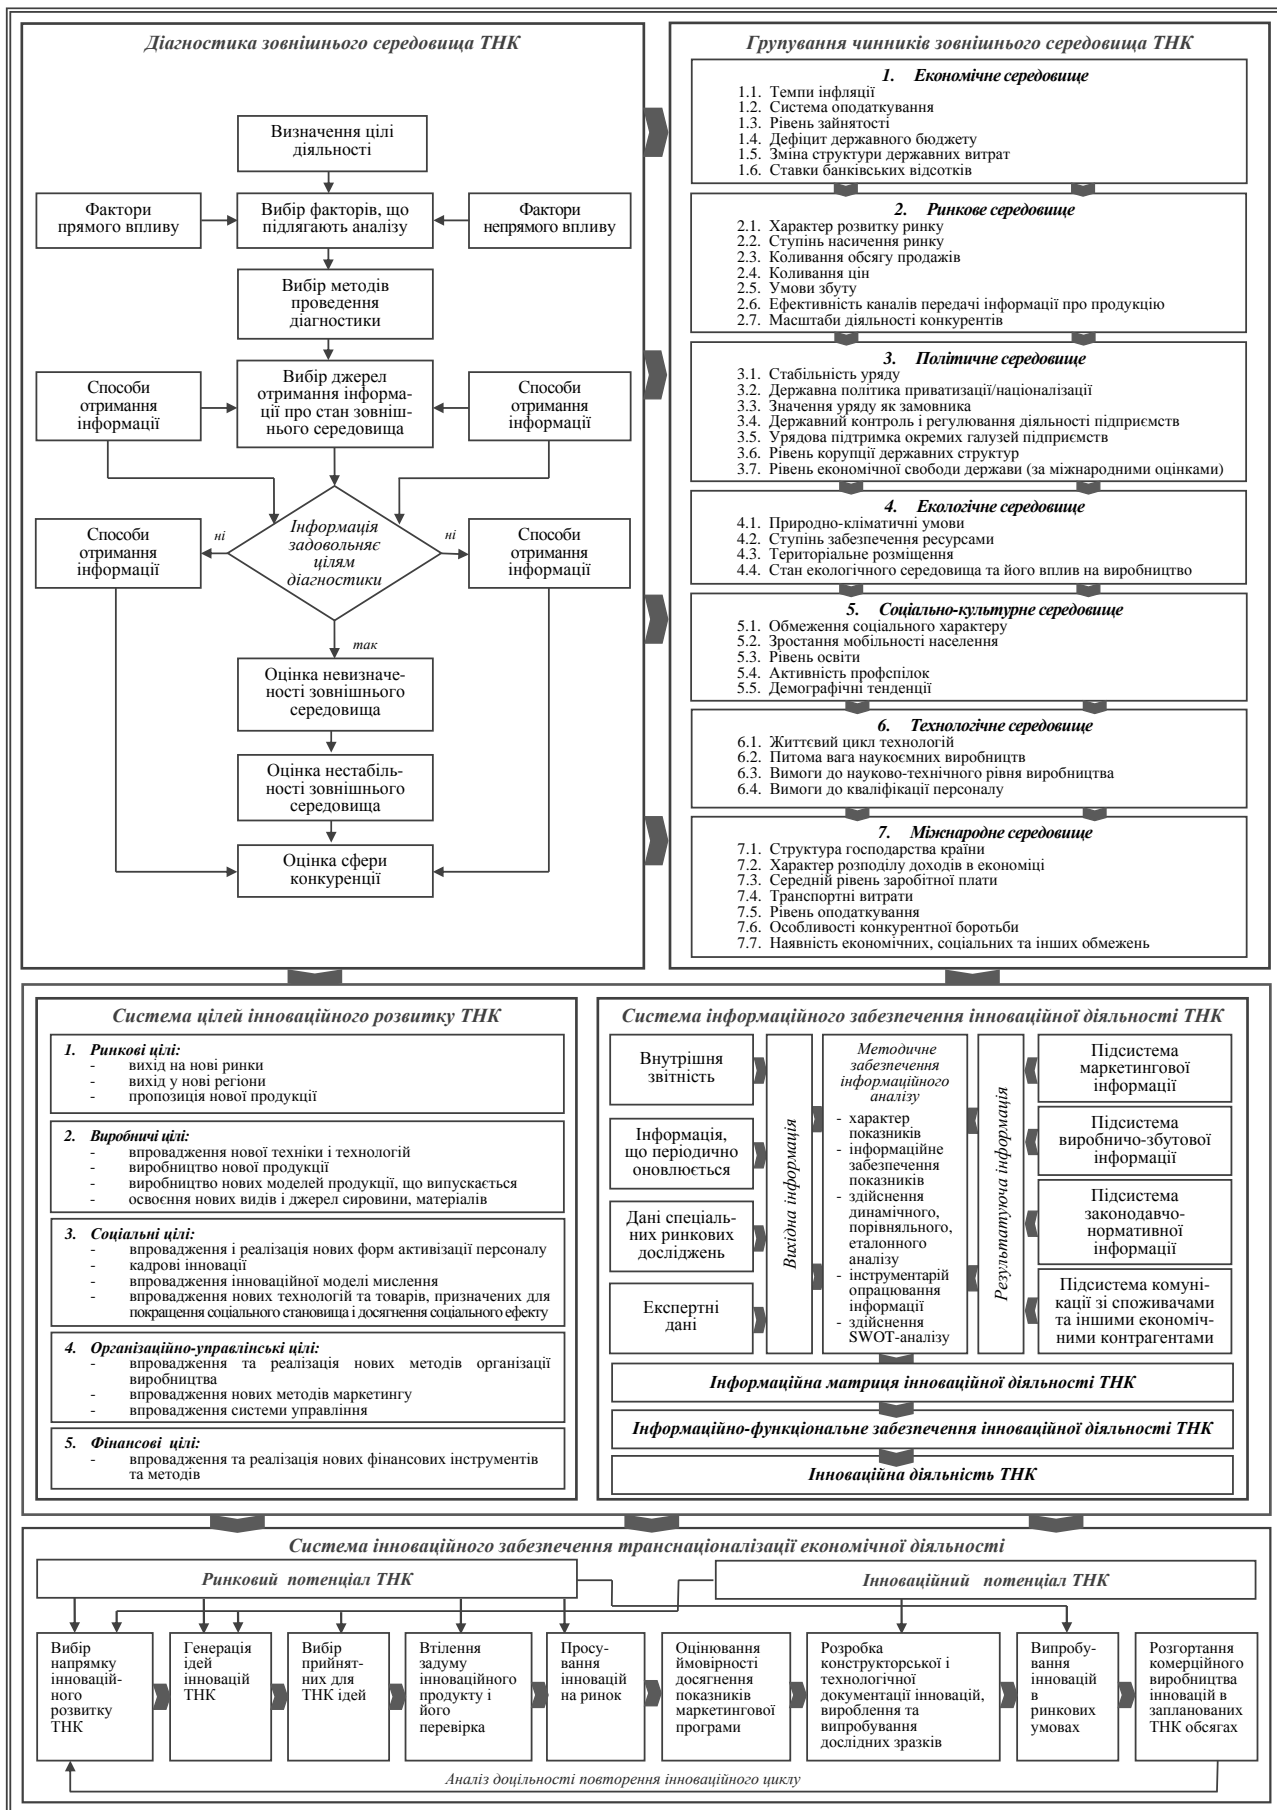 Діагностика зовнішнього середовища ТНК
Визначення цілі
діяльності
Фактори
прямого впливу
Вибір факторів, що
підлягають аналізу
Фактори
непрямого впливу
Вибір методів
проведення
діагностики
Способи
отримання
інформації
Вибір джерел
отримання інформа-
ції про стан зовніш-
нього середовища
Способи
отримання
інформації
Способи
отримання
інформації
ні
Інформація
задовольняє
цілям
діагностики
ні
Способи
отримання
інформації
так
Оцінка невизначе-
ності зовнішнього
середовища
Оцінка нестабіль-
ності зовнішнього
середовища
Оцінка сфери
конкуренції
Групування чинників зовнішнього середовища ТНК
1. Економічне середовище
1.1. Темпи інфляції
1.2. Система оподаткування
1.3. Рівень зайнятості
1.4. Дефіцит державного бюджету
1.5. Зміна структури державних витрат
1.6. Ставки банківських відсотків
2. Ринкове середовище
2.1. Характер розвитку ринку
2.2. Ступінь насичення ринку
2.3. Коливання обсягу продажів
2.4. Коливання цін
2.5. Умови збуту
2.6. Ефективність каналів передачі інформації про продукцію
2.7. Масштаби діяльності конкурентів
3. Політичне середовище
3.1. Стабільність уряду
3.2. Державна політика приватизації/націоналізації
3.3. Значення уряду як замовника
3.4. Державний контроль і регулювання діяльності підприємств
3.5. Урядова підтримка окремих галузей підприємств
3.6. Рівень корупції державних структур
3.7. Рівень економічної свободи держави (за міжнародними оцінками)
4. Екологічне середовище
4.1. Природно-кліматичні умови
4.2. Ступінь забезпечення ресурсами
4.3. Територіальне розміщення
4.4. Стан екологічного середовища та його вплив на виробництво
5. Соціально-культурне середовище
5.1. Обмеження соціального характеру
5.2. Зростання мобільності населення
5.3. Рівень освіти
5.4. Активність профспілок
5.5. Демографічні тенденції
6. Технологічне середовище
6.1. Життєвий цикл технологій
6.2. Питома вага наукоємних виробництв
6.3. Вимоги до науково-технічного рівня виробництва
6.4. Вимоги до кваліфікації персоналу
7. Міжнародне середовище
7.1. Структура господарства країни
7.2. Характер розподілу доходів в економіці
7.3. Середній рівень заробітної плати
7.4. Транспортні витрати
7.5. Рівень оподаткування
7.6. Особливості конкурентної боротьби
7.7. Наявність економічних, соціальних та інших обмежень
Система цілей інноваційного розвитку ТНК
1. Ринкові цілі:
- вихід на нові ринки
- вихід у нові регіони
- пропозиція нової продукції
2. Виробничі цілі:
- впровадження нової техніки і технологій
- виробництво нової продукції
- виробництво нових моделей продукції, що випускається
- освоєння нових видів і джерел сировини, матеріалів
3. Соціальні цілі:
- впровадження і реалізація нових форм активізації персоналу
- кадрові інновації
- впровадження інноваційної моделі мислення
- впровадження нових технологій та товарів, призначених для
покращення соціального становища і досягнення соціального ефекту
4. Організаційно-управлінські цілі:
- впровадження та реалізація нових методів організації
виробництва
- впровадження нових методів маркетингу
- впровадження системи управління
5. Фінансові цілі:
- впровадження та реалізація нових фінансових інструментів
та методів
Система інформаційного забезпечення інноваційної діяльності ТНК
Внутрішня
звітність
Інформація,
що періодично
оновлюється
Дані спеціаль-
них ринкових
досліджень
Експертні
дані
Вихідна інформація
Методичне
забезпечення
інформаційного
аналізу
- характер
показників
- інформаційне
забезпечення
показників
- здійснення
динамічного,
порівняльного,
еталонного
аналізу
- інструментарій
опрацювання
інформації
- здійснення
SWOT-аналізу
Результатуюча інформація
Підсистема
маркетингової
інформації
Підсистема
виробничо-збутової
інформації
Підсистема
законодавчо-
нормативної
інформації
Підсистема комуні-
кації зі споживачами
та іншими економіч-
ними контрагентами
Інформаційна матриця інноваційної діяльності ТНК
Інформаційно-функціональне забезпечення інноваційної діяльності ТНК
Інноваційна діяльність ТНК
Система інноваційного забезпечення транснаціоналізації економічної діяльності
Ринковий потенціал ТНК
Інноваційний потенціал ТНК
Вибір
напрямку
інновацій-
ного
розвитку
ТНК
Генерація
ідей
інновацій
ТНК
Вибір
прийнят-
них для
ТНК ідей
Втілення
задуму
інноваційного
продукту і
його
перевірка
Просу-
вання
інновацій
на ринок
Оцінювання
ймовірності
досягнення
показників
маркетингової
програми
Розробка
конструкторської і
технологічної
документації інновацій,
вироблення та
випробування
дослідних зразків
Випробу-
вання
інновацій
в
ринкових
умовах
Розгортання
комерційного
виробництва
інновацій в
запланованих
ТНК обсягах
Аналіз доцільності повторення інноваційного циклу